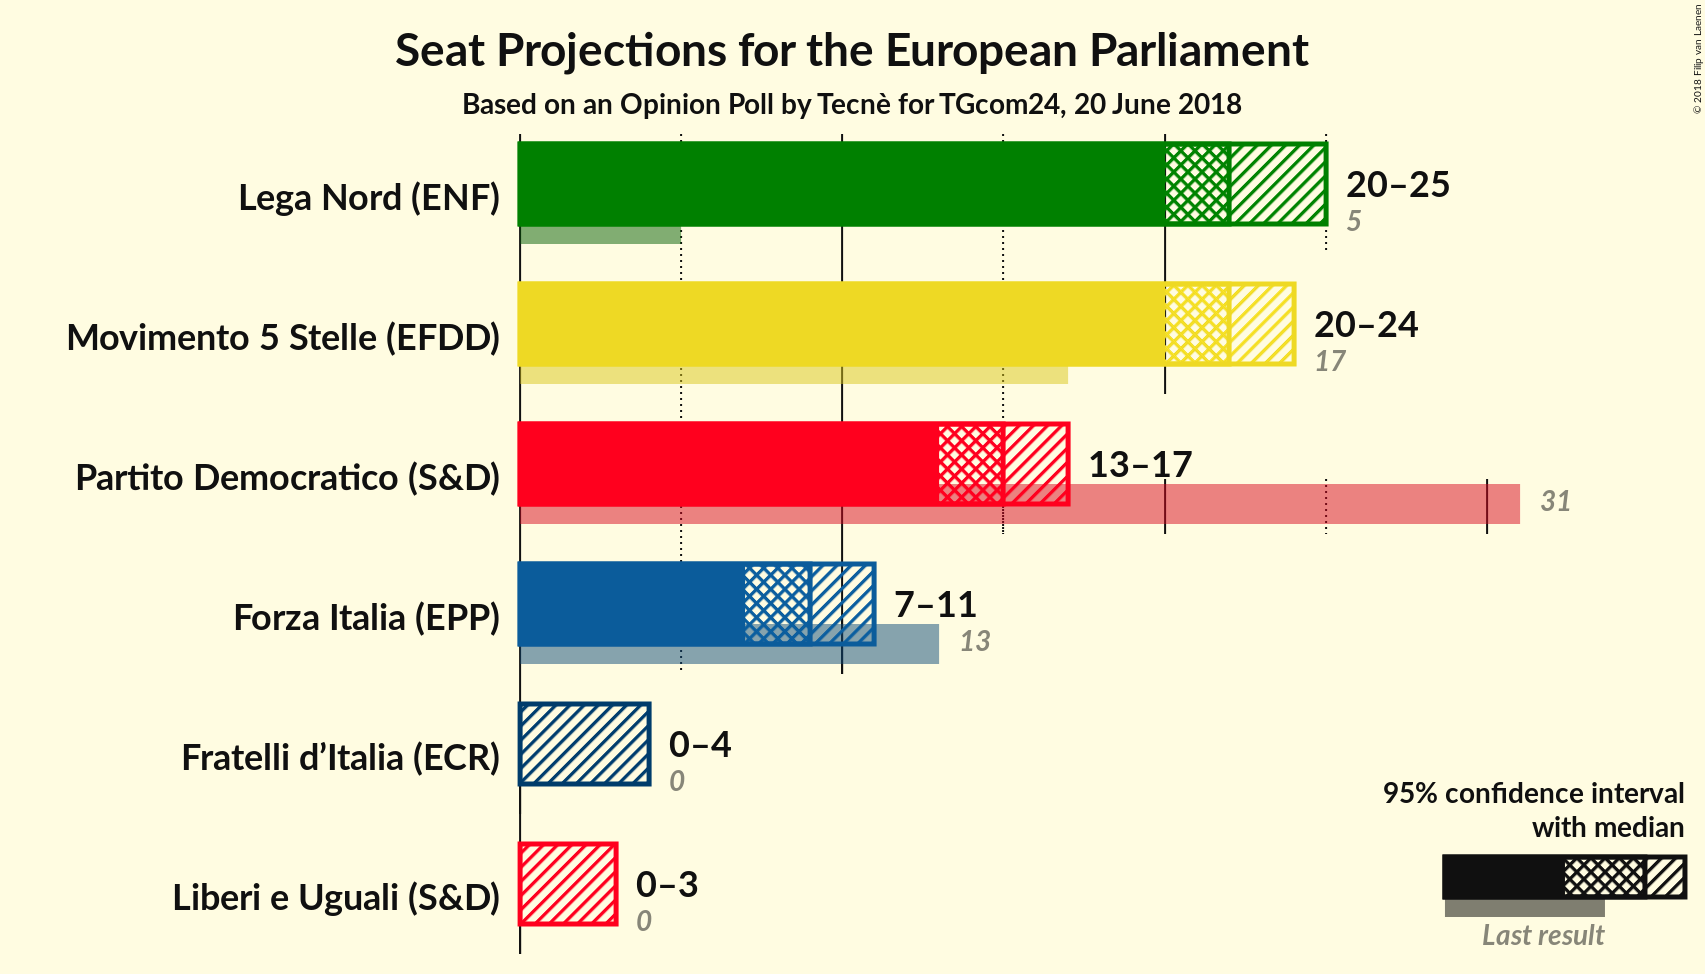 Seat Projections for the European Parliament
Based on an Opinion Poll by Tecnè for TGcom24, 20 June 2018
© 2018 Filip van Laenen
Lega Nord (ENF)
20–25
5
Movimento 5 Stelle (EFDD)
20–24
17
Partito Democratico (S&D)
13–17
31
Forza Italia (EPP)
7–11
13
Fratelli d’Italia (ECR)
0–4
0
Liberi e Uguali (S&D)
0–3
0
95% confidence interval
with median
Last result